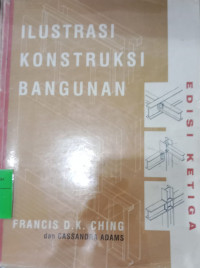 ILUSTRASI
KONSTRUKSI
BANGUNAN
EDISI KETIGA
FRANCIS D.K. CHING
dan CASSANDRA ADAMS